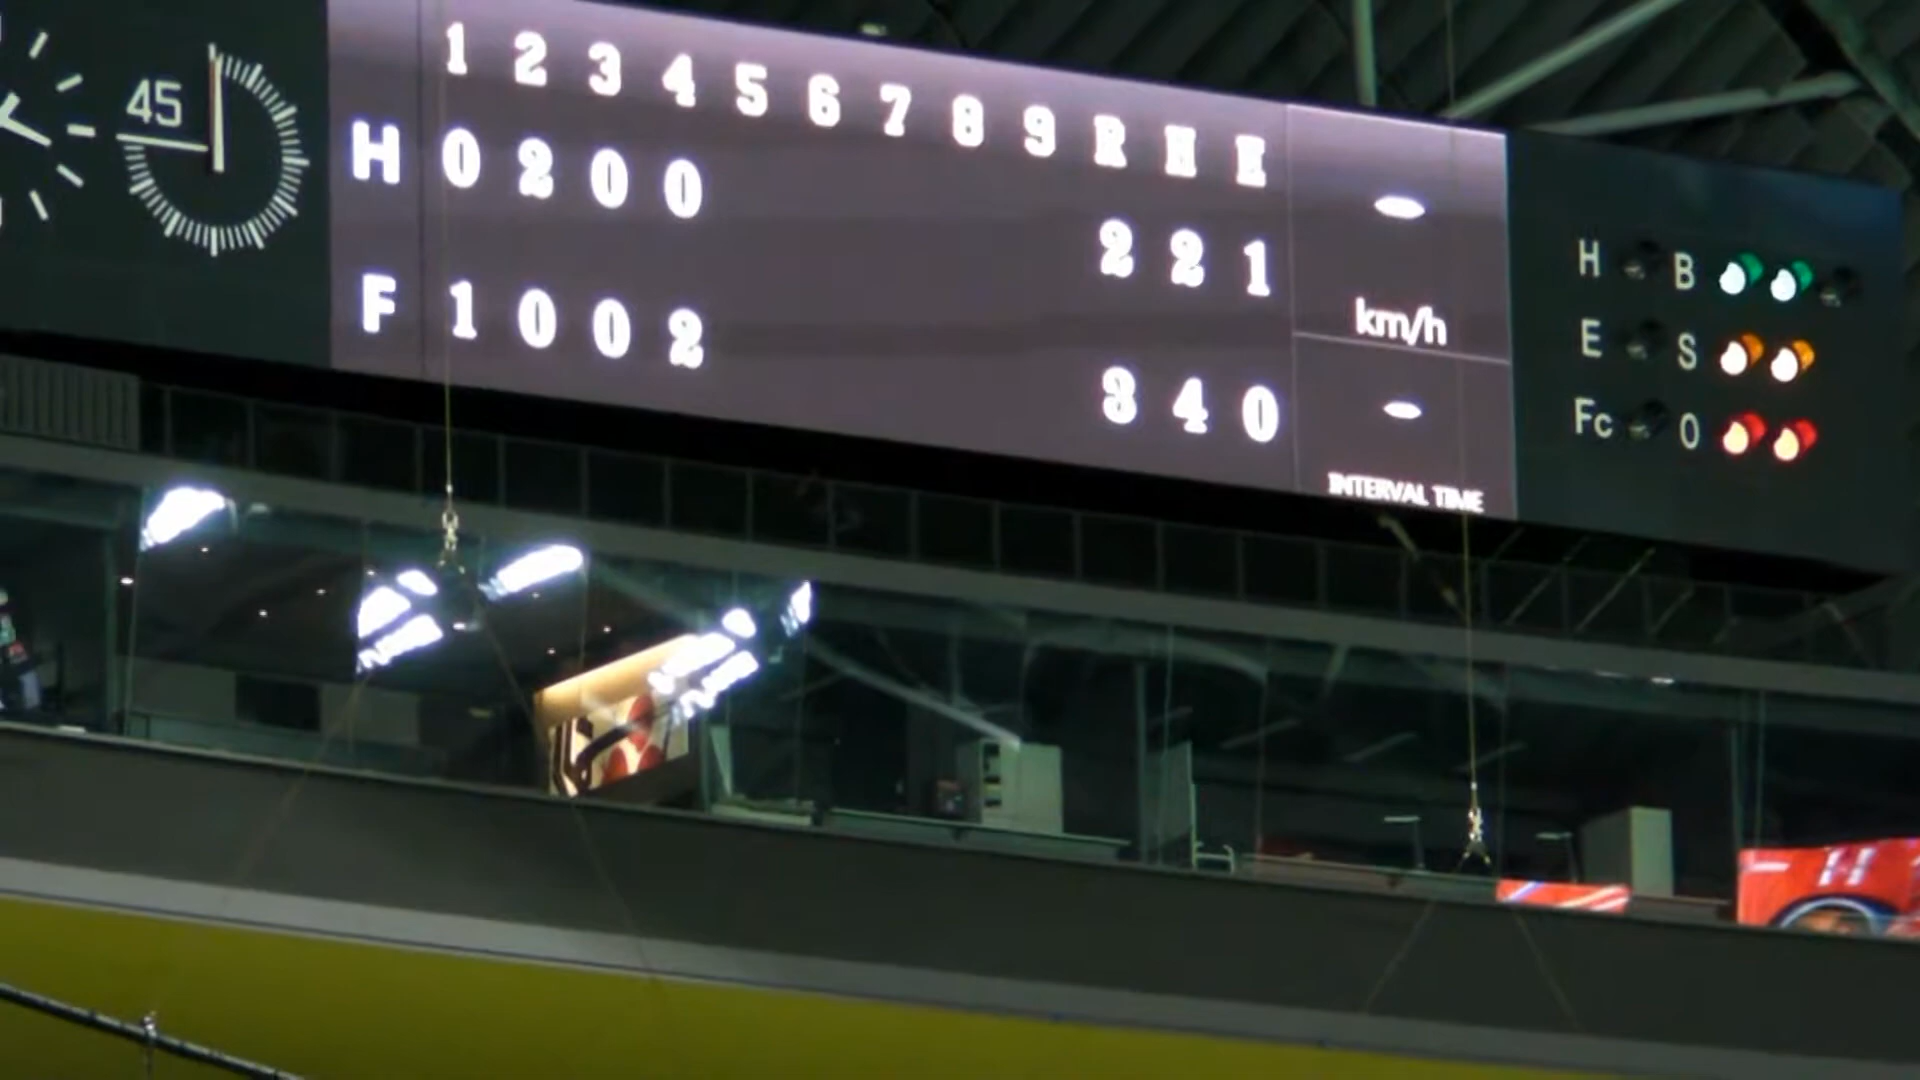 45
1 2 3 4 5 6 7 8 9 R H E
H 0 2 0 0 2 2 1
F 1 0 0 2 3 4 0
km/h
INTERVAL TIME
H B
E S
Fc O